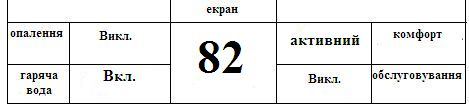 екран
опалення Викл. 82 активний комфорт
гаряча вода Вкл. Викл. обслуговування